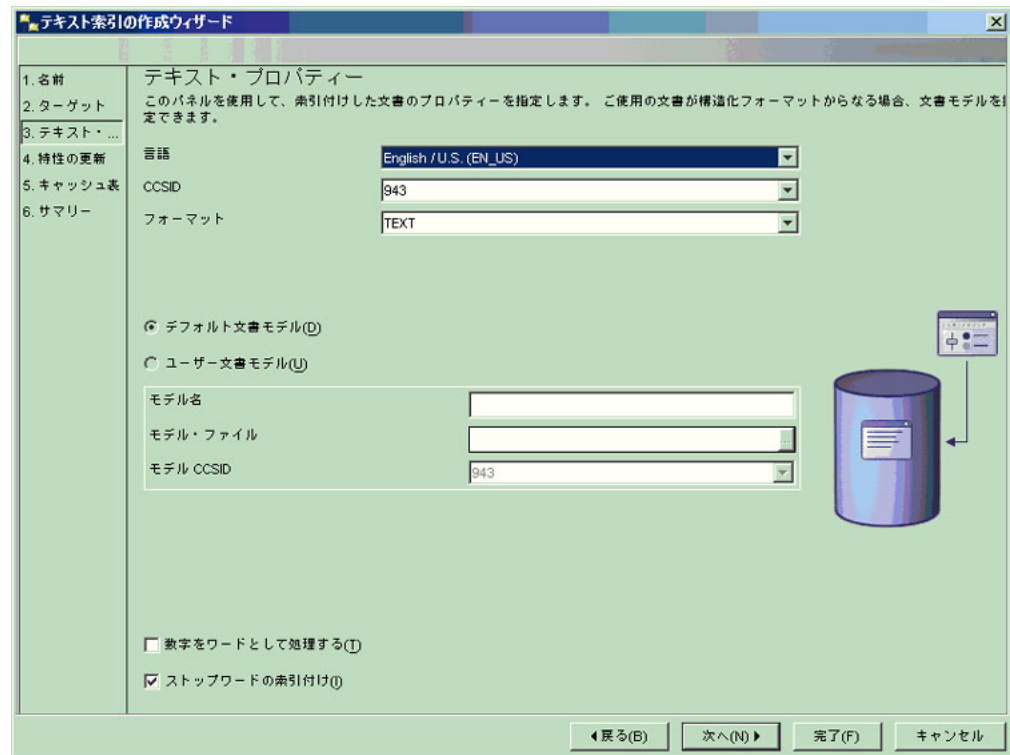 テキスト索引の作成ウィザード
1. 名前
2. ターゲット
3. テキスト・...
4. 特性の更新
5. キャッシュ表
6. サマリー
テキスト・プロパティー
このパネルを使用して、索引付けした文書のプロパティーを指定します。 ご使用の文書が構造化フォーマットからなる場合、文書モデルを
定できます。
言語
English / U.S. (EN_US)
CCSID
943
フォーマット
TEXT
デフォルト文書モデル(D)
ユーザー文書モデル(U)
モデル名
モデル・ファイル
...
モデル CCSID
943
数字をワードとして処理する(T)
ストップワードの索引付け(I)
戻る(B)
次へ(N)
完了(F)
キャンセル